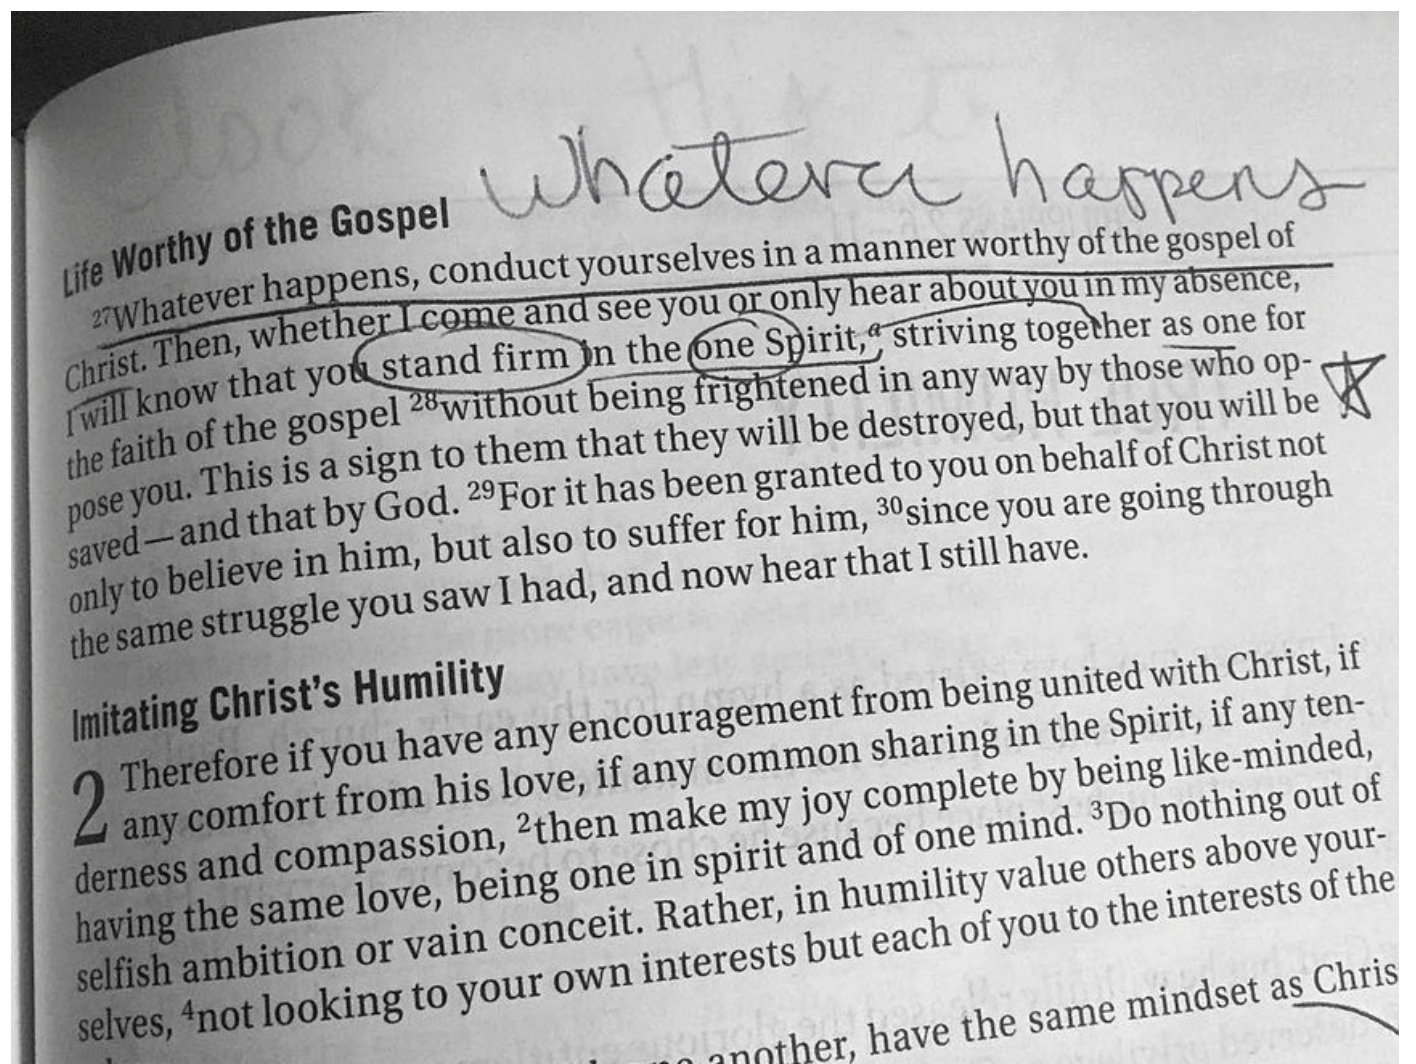 Whatever happens
Life Worthy of the Gospel
27Whatever happens, conduct yourselves in a manner worthy of the gospel of
Christ. Then, whether I come and see you or only hear about you in my absence,
I will know that you stand firm in the one Spirit,a striving together as one for
the faith of the gospel 28without being frightened in any way by those who op-
pose you. This is a sign to them that they will be destroyed, but that you will be
saved—and that by God. 29For it has been granted to you on behalf of Christ not
only to believe in him, but also to suffer for him, 30since you are going through
the same struggle you saw I had, and now hear that I still have.
Imitating Christ's Humility
2 Therefore if you have any encouragement from being united with Christ, if
any comfort from his love, if any common sharing in the Spirit, if any ten-
derness and compassion, 2then make my joy complete by being like-minded,
having the same love, being one in spirit and of one mind. 3Do nothing out of
selfish ambition or vain conceit. Rather, in humility value others above your-
selves, 4not looking to your own interests but each of you to the interests of the
another, have the same mindset as Chris